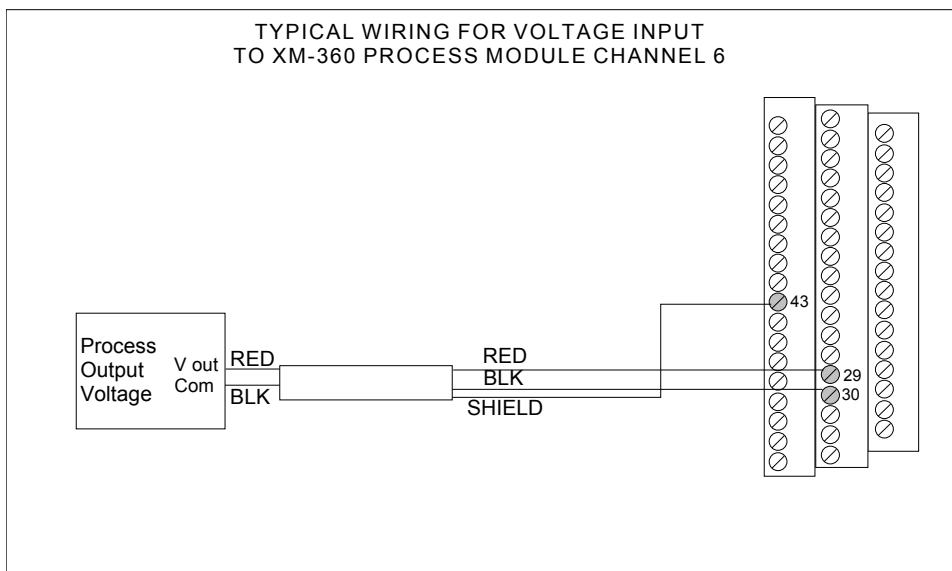 TYPICAL WIRING FOR VOLTAGE INPUT
TO XM-360 PROCESS MODULE CHANNEL 6
43
Process
Output
Voltage
V out
Com
RED
BLK
RED
BLK
SHIELD
29
30